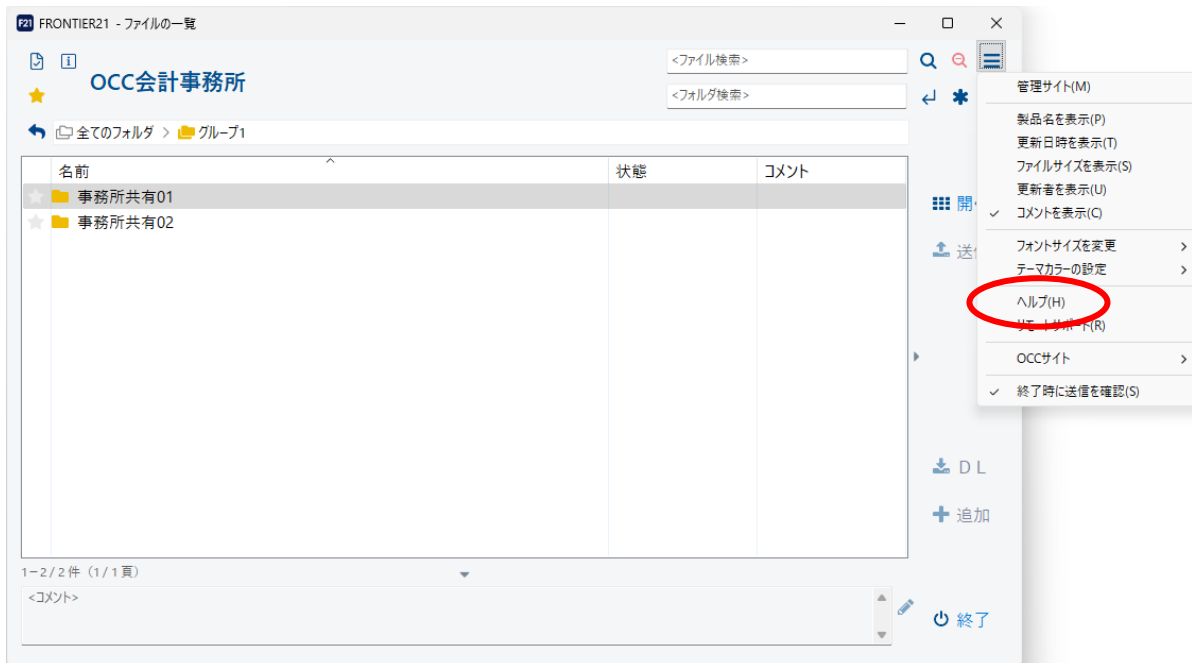 F21 FRONTIER21 - ファイルの一覧
OCC会計事務所
<ファイル検索>
<フォルダ検索>
全てのフォルダ > グループ1
名前 状態 コメント
事務所共有01
事務所共有02
開
送
DL
追加
1-2/2件 (1/1頁)
<コメント>
終了
管理サイト(M)
製品名を表示(P)
更新日時を表示(T)
ファイルサイズを表示(S)
更新者を表示(U)
✓ コメントを表示(C)
フォントサイズを変更 >
テーマカラーの設定 >
ヘルプ(H)
リモートサポート(R)
OCCサイト >
✓ 終了時に送信を確認(S)